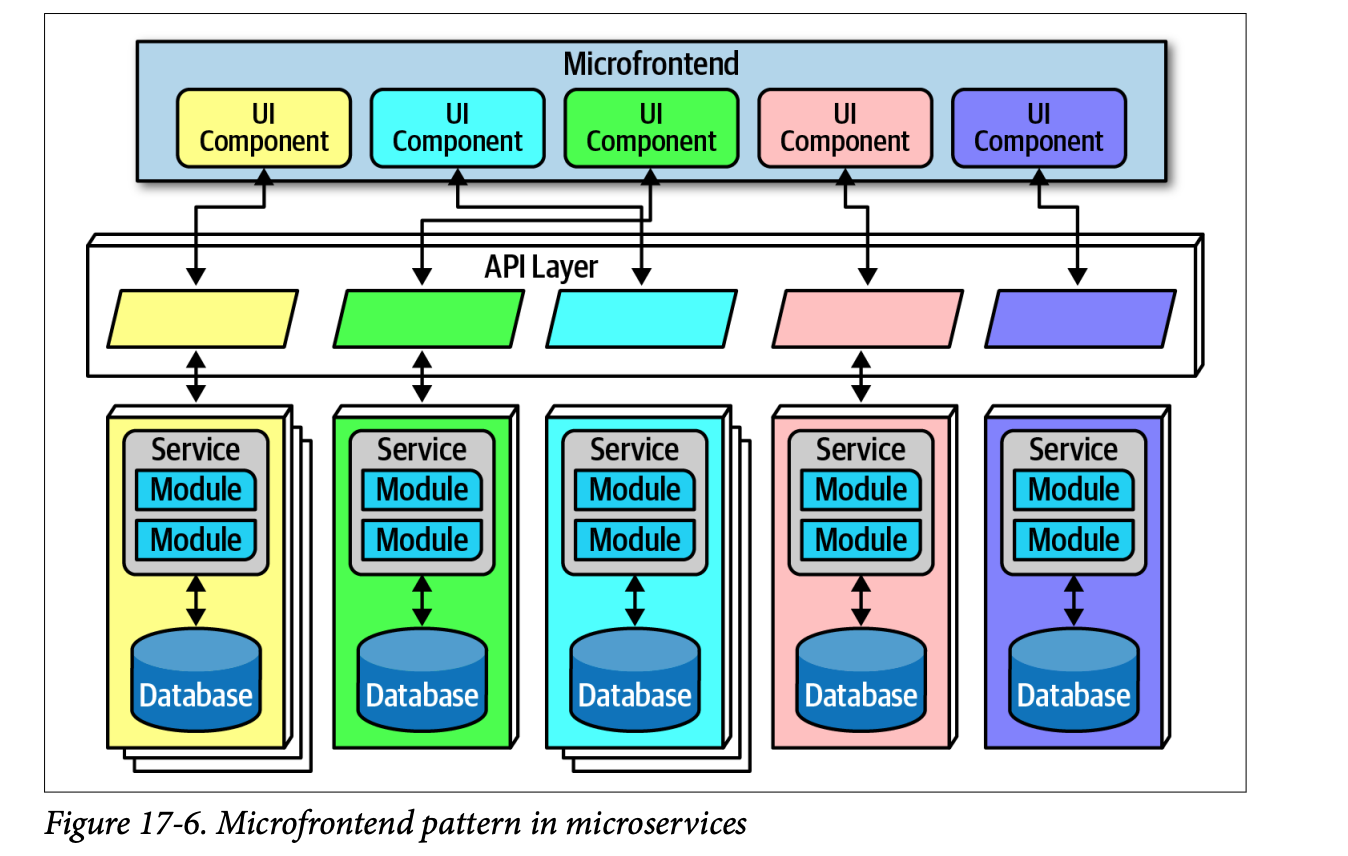 Microfrontend
UI
Component
UI
Component
UI
Component
UI
Component
UI
Component
API Layer
Service
Module
Module
Database
Service
Module
Module
Database
Service
Module
Module
Database
Service
Module
Module
Database
Service
Module
Module
Database
Figure 17-6. Microfrontend pattern in microservices